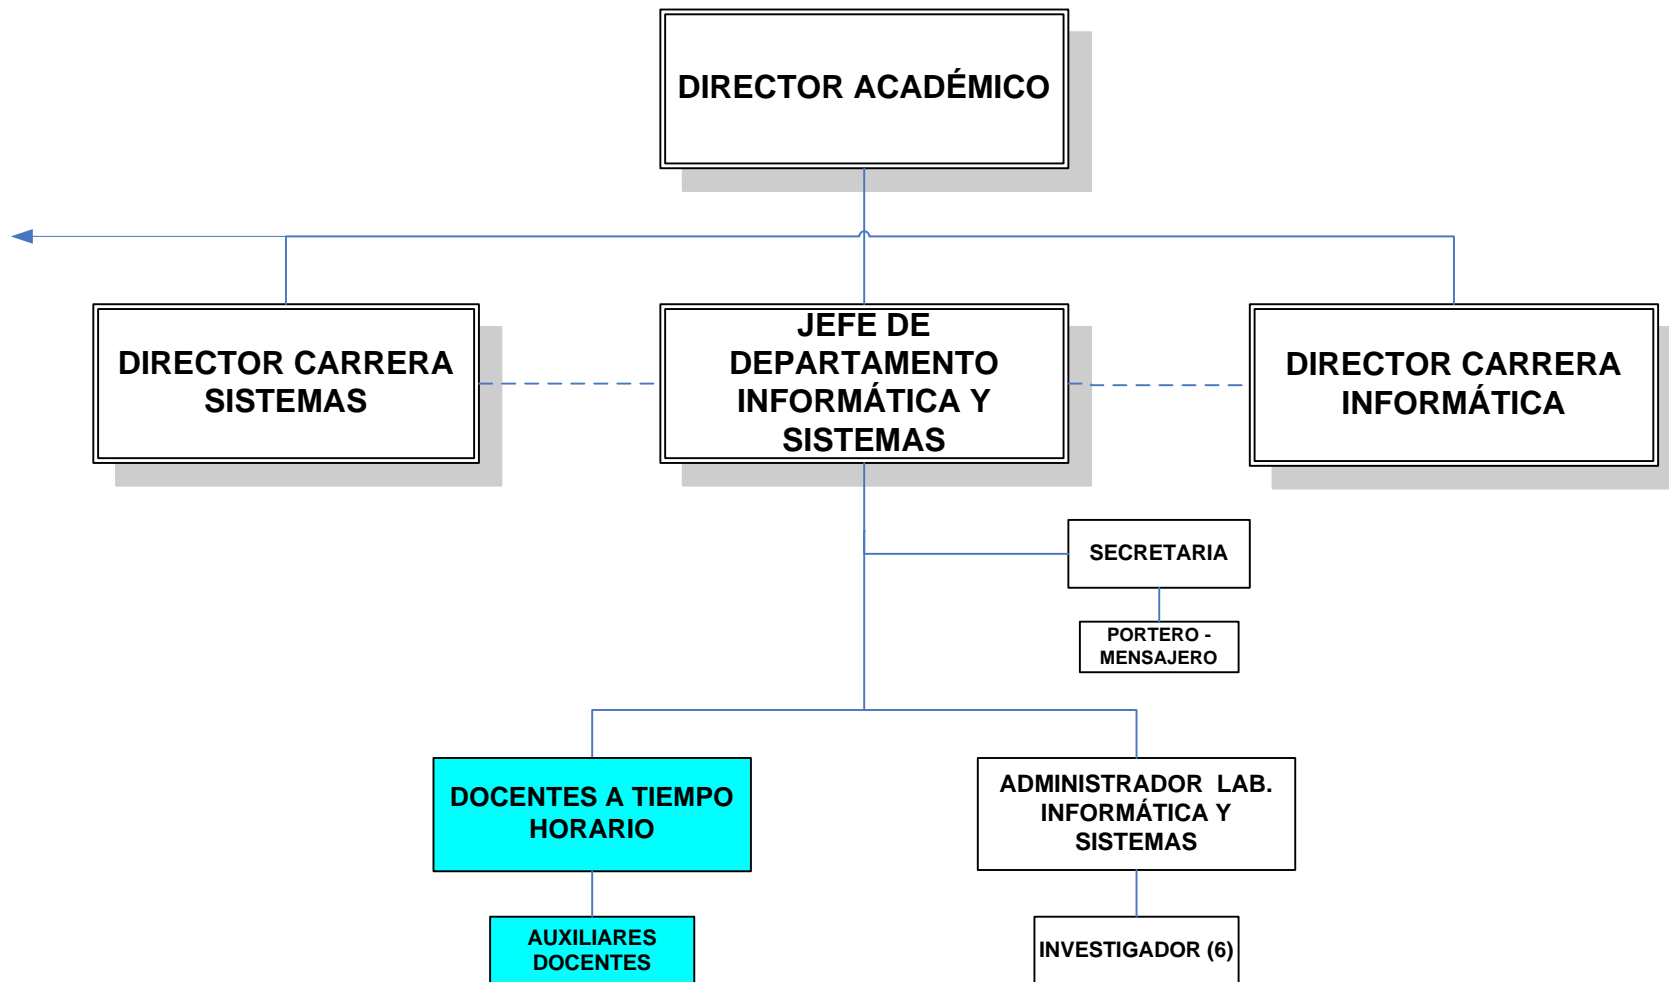 DIRECTOR ACADÉMICO
DIRECTOR CARRERA
SISTEMAS
JEFE DE
DEPARTAMENTO
INFORMÁTICA Y
SISTEMAS
DIRECTOR CARRERA
INFORMÁTICA
SECRETARIA
PORTERO -
MENSAJERO
DOCENTES A TIEMPO
HORARIO
ADMINISTRADOR LAB.
INFORMÁTICA Y
SISTEMAS
AUXILIARES
DOCENTES
INVESTIGADOR (6)